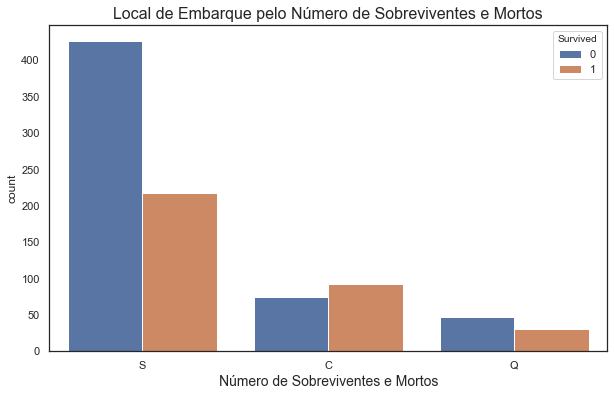 Local de Embarque pelo Número de Sobreviventes e Mortos
Survived
0
1
count
400
350
300
250
200
150
100
50
0
S C Q
Número de Sobreviventes e Mortos